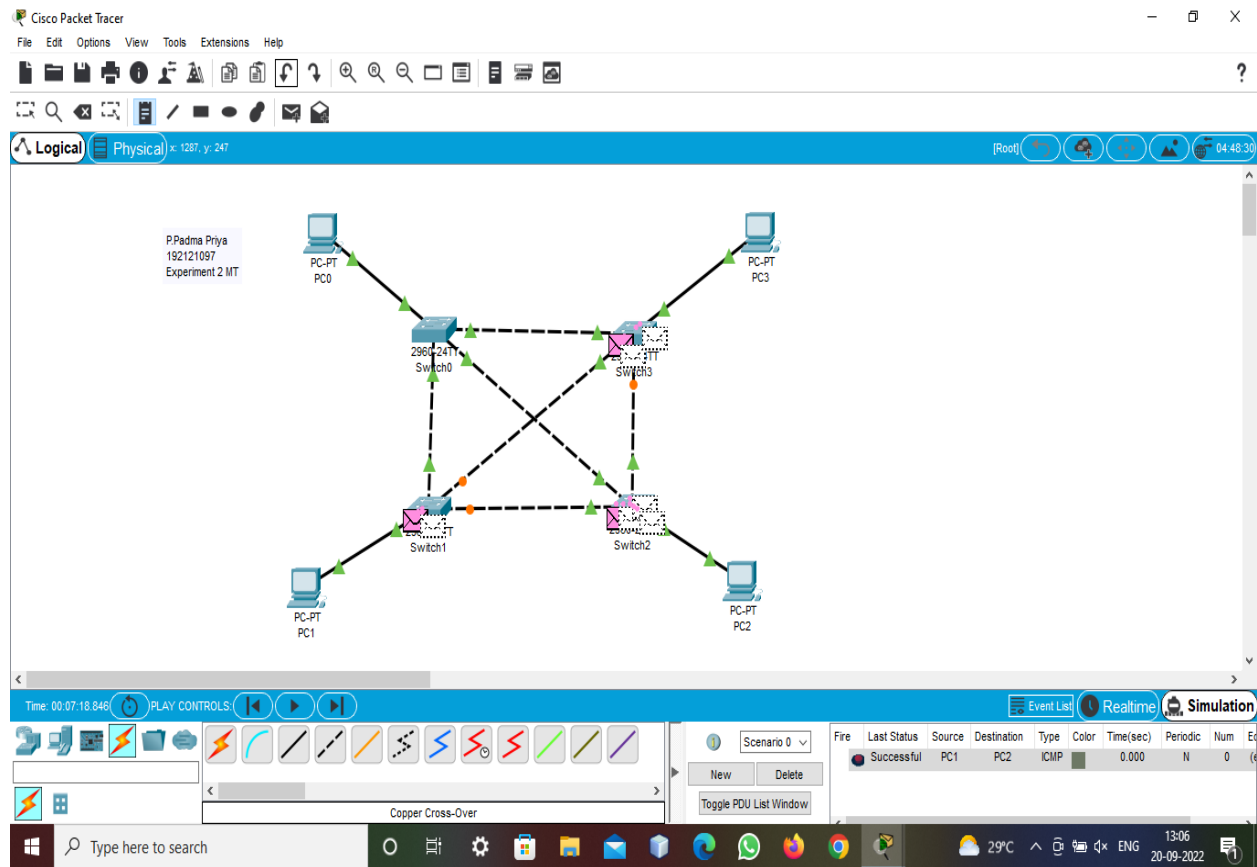 Cisco Packet Tracer
File Edit Options View Tools Extensions Help
?
Logical Physical x: 1287, y: 247 [Root] 04:48:30
P.Padma Priya
192121097
Experiment 2 MT
PC-PT
PC0
PC-PT
PC3
2960-24TT
Switch0
TT
Switch3
TT
Switch1
Switch2
PC-PT
PC1
PC-PT
PC2
Time: 00:07:18.846 PLAY CONTROLS: Event List Realtime Simulation
Scenario 0
New Delete
Toggle PDU List Window
Fire Last Status Source Destination Type Color Time(sec) Periodic Num
Successful PC1 PC2 ICMP 0.000 N 0
Copper Cross-Over
Type here to search
29°C ENG
13:06
20-09-2022